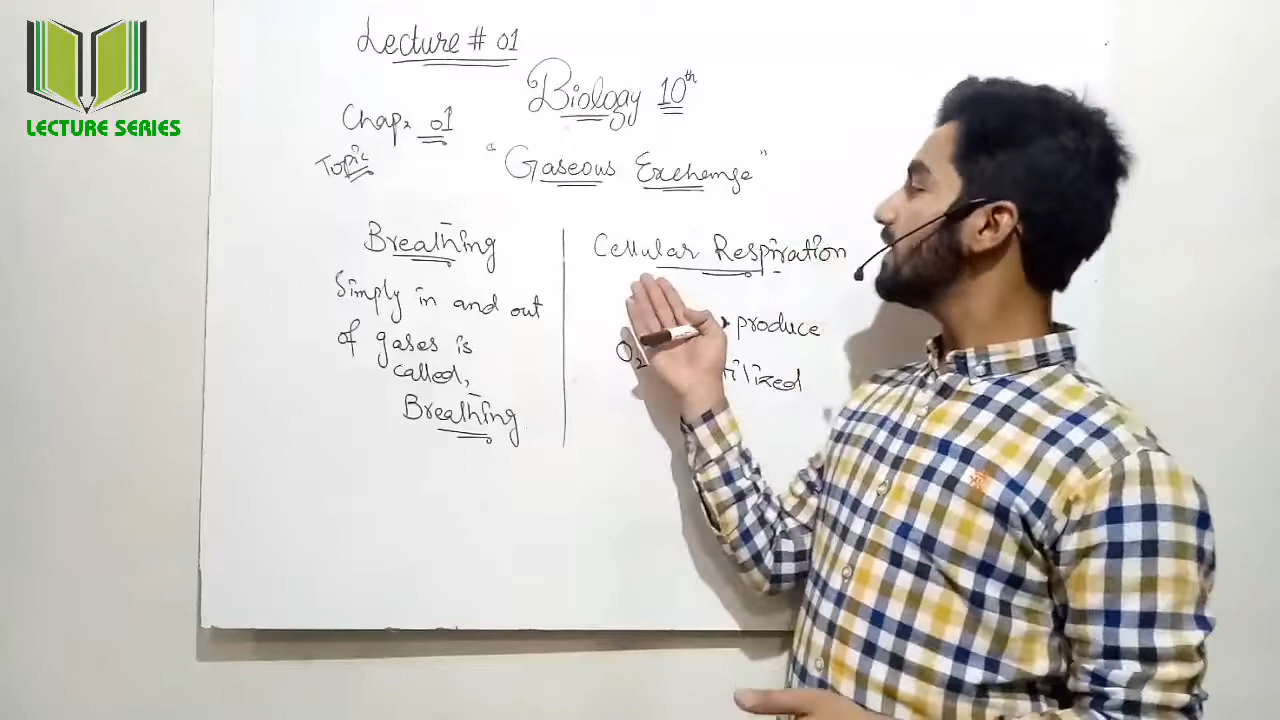 LECTURE SERIES
Lecture # 01
Biology 10th
Chap: 01
Topic
"Gaseous Exchange"
Breathing
Simply in and out
of gases is
called,
Breathing
Cellular Respiration
produce
O2